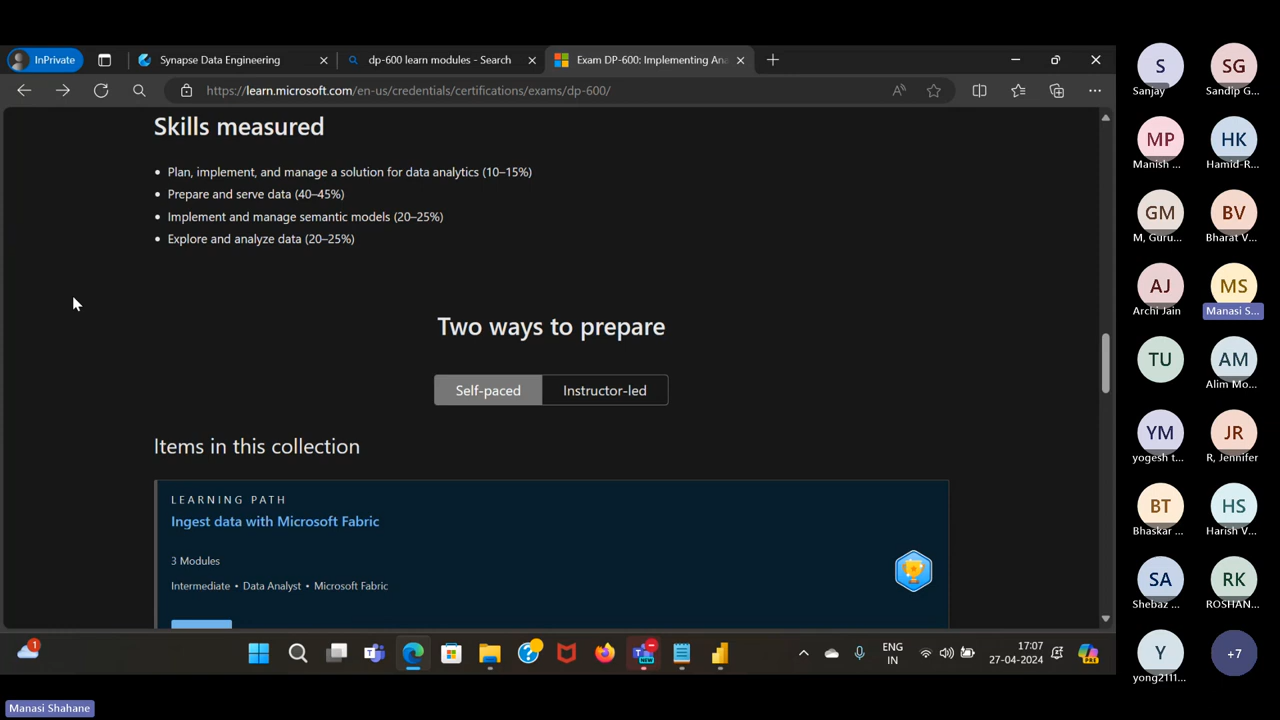 InPrivate
Synapse Data Engineering
dp-600 learn modules - Search
Exam DP-600: Implementing Ana
https://learn.microsoft.com/en-us/credentials/certifications/exams/dp-600/
Skills measured
• Plan, implement, and manage a solution for data analytics (10–15%)
• Prepare and serve data (40–45%)
• Implement and manage semantic models (20–25%)
• Explore and analyze data (20–25%)
Two ways to prepare
Self-paced
Instructor-led
Items in this collection
LEARNING PATH
Ingest data with Microsoft Fabric
3 Modules
Intermediate • Data Analyst • Microsoft Fabric
1
NEW
ENG
IN
17:07
27-04-2024
PRE
Manasi Shahane
S
Sanjay
SG
Sandip G...
MP
Manish ...
HK
Hamid-R...
GM
M, Guru...
BV
Bharat V...
AJ
Archi Jain
MS
Manasi S...
TU
AM
Alim Mo...
YM
yogesh t...
JR
R, Jennifer
BT
Bhaskar ...
HS
Harish V...
SA
Shebaz ...
RK
ROSHAN...
Y
yong2111...
+7